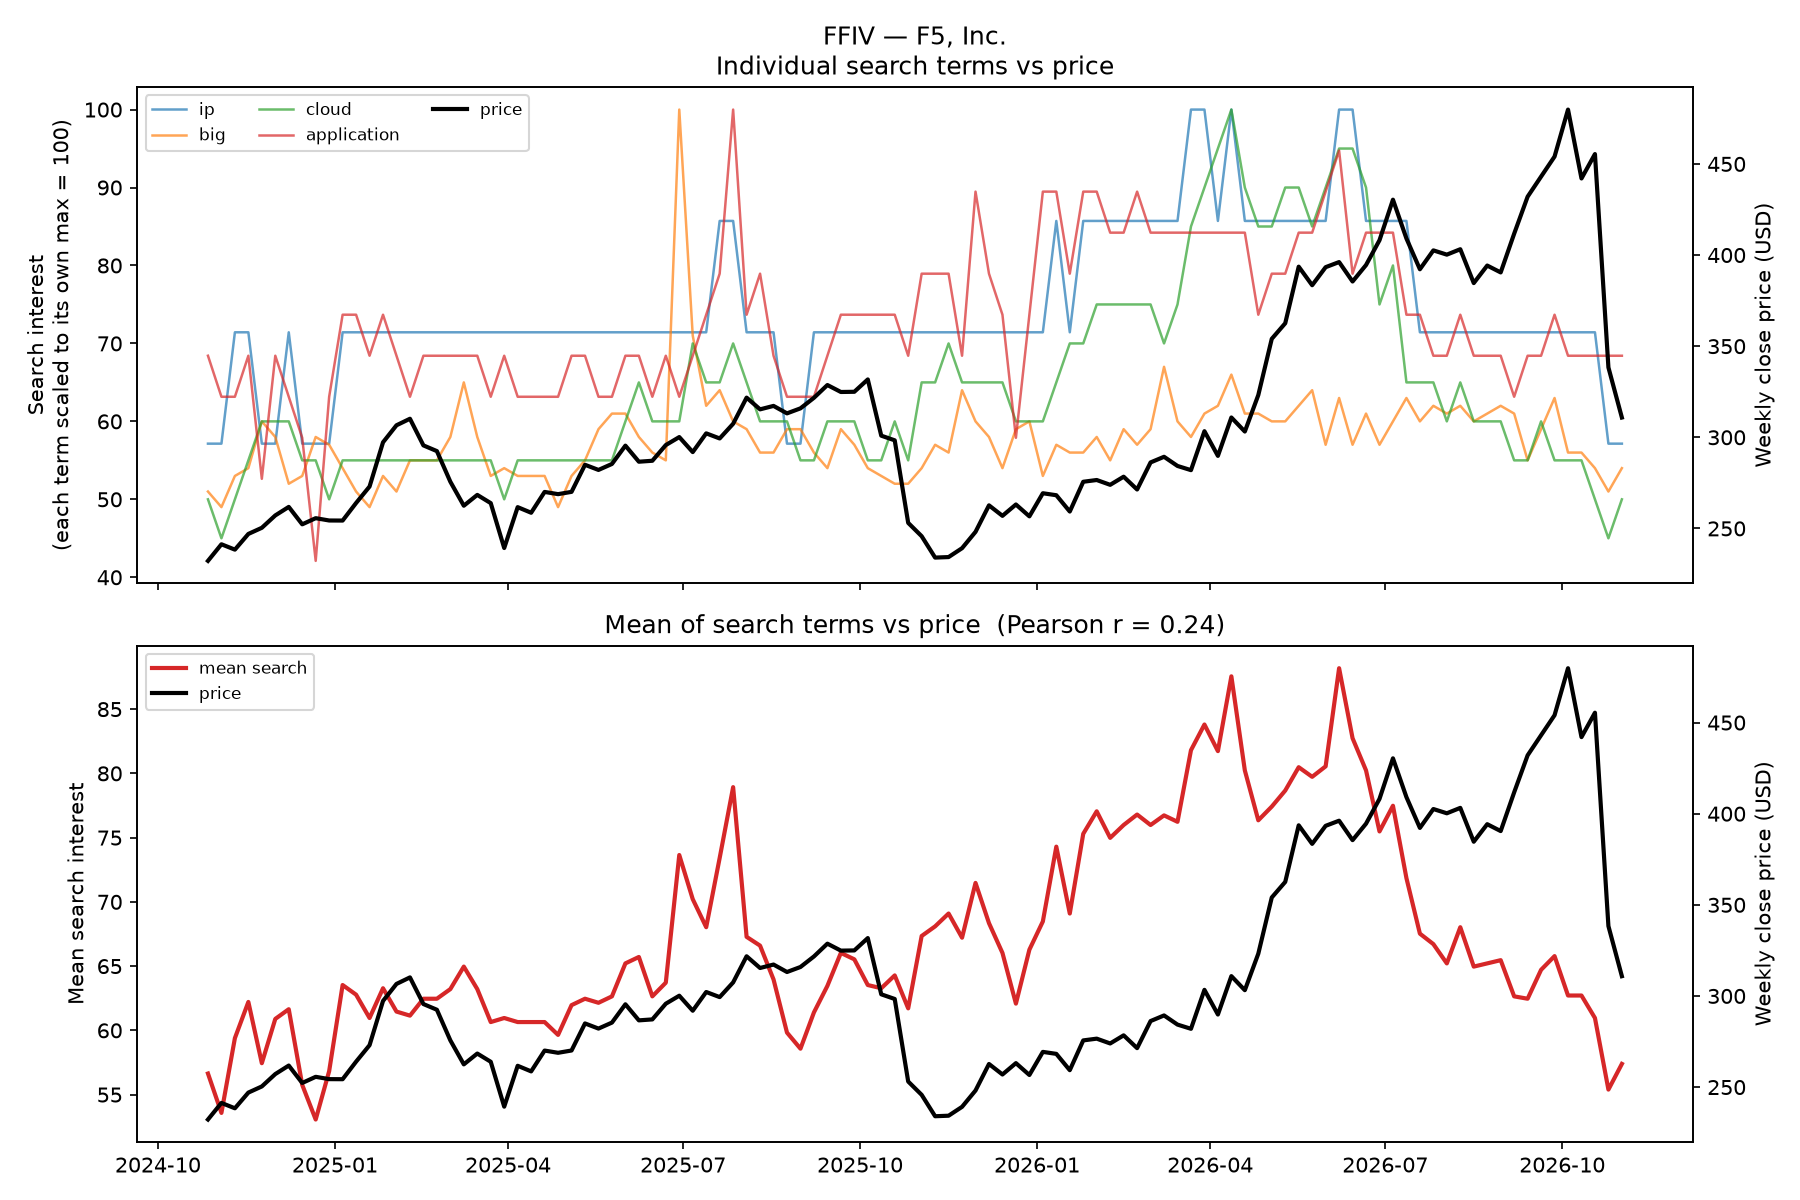 FFIV — F5, Inc.
Individual search terms vs price
ip
big
cloud
application
price
Search interest
(each term scaled to its own max = 100)
100
90
80
70
60
50
40
Weekly close price (USD)
450
400
350
300
250
Mean of search terms vs price  (Pearson r = 0.24)
mean search
price
Mean search interest
85
80
75
70
65
60
55
Weekly close price (USD)
450
400
350
300
250
2024-10
2025-01
2025-04
2025-07
2025-10
2026-01
2026-04
2026-07
2026-10